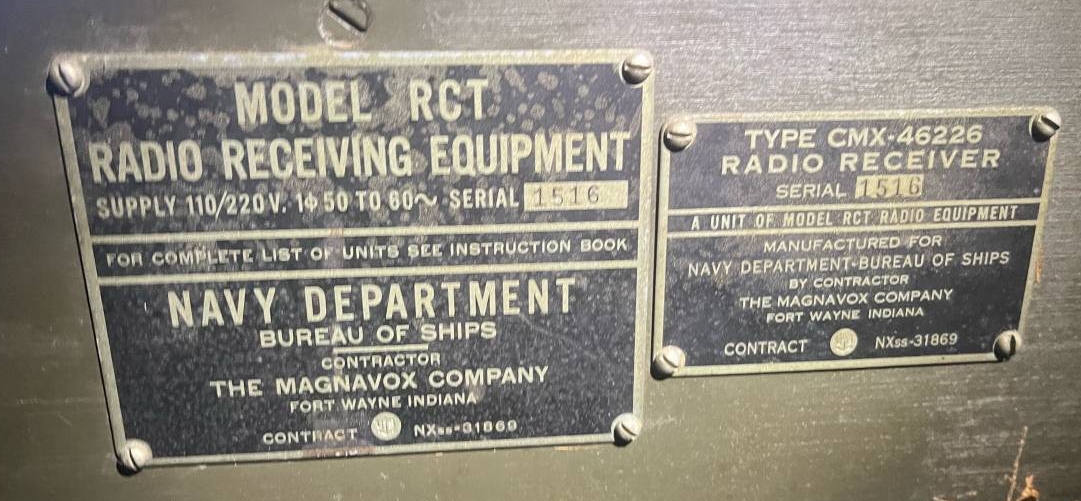 MODEL RCT
RADIO RECEIVING EQUIPMENT
SUPPLY 110/220 V. 1ϕ 50 TO 60~ SERIAL 1516
FOR COMPLETE LIST OF UNITS SEE INSTRUCTION BOOK
NAVY DEPARTMENT
BUREAU OF SHIPS
CONTRACTOR
THE MAGNAVOX COMPANY
FORT WAYNE INDIANA
CONTRACT NXss-31869
TYPE CMX-46226
RADIO RECEIVER
SERIAL 1516
A UNIT OF MODEL RCT RADIO EQUIPMENT
MANUFACTURED FOR
NAVY DEPARTMENT-BUREAU OF SHIPS
BY CONTRACTOR
THE MAGNAVOX COMPANY
FORT WAYNE INDIANA
CONTRACT NXss-31869